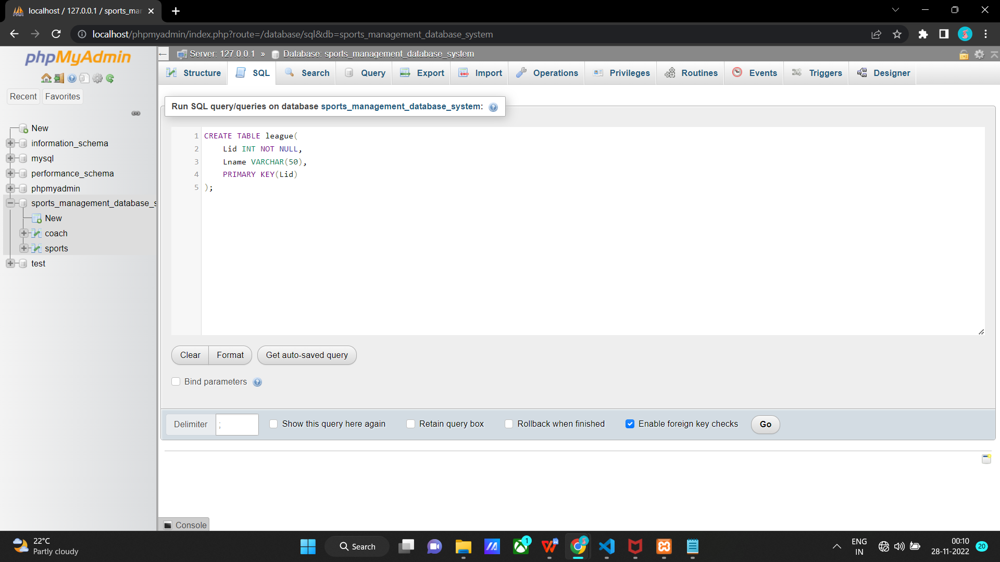 localhost / 127.0.0.1 / sports_mar
localhost/phpmyadmin/index.php?route=/database/sql&db=sports_management_database_system
phpMyAdmin
Recent
Favorites
New
information_schema
mysql
performance_schema
phpmyadmin
sports_management_database_s
New
coach
sports
test
Server: 127.0.0.1 » Database: sports_management_database_system
Structure SQL Search Query Export Import Operations Privileges Routines Events Triggers Designer
Run SQL query/queries on database sports_management_database_system:
1 CREATE TABLE league(
2 Lid INT NOT NULL,
3 Lname VARCHAR(50),
4 PRIMARY KEY(Lid)
5 );
Clear Format Get auto-saved query
Bind parameters
Delimiter ; Show this query here again Retain query box Rollback when finished Enable foreign key checks Go
Console
22°C
Partly cloudy
Search
1
ENG
IN
00:10
28-11-2022
20